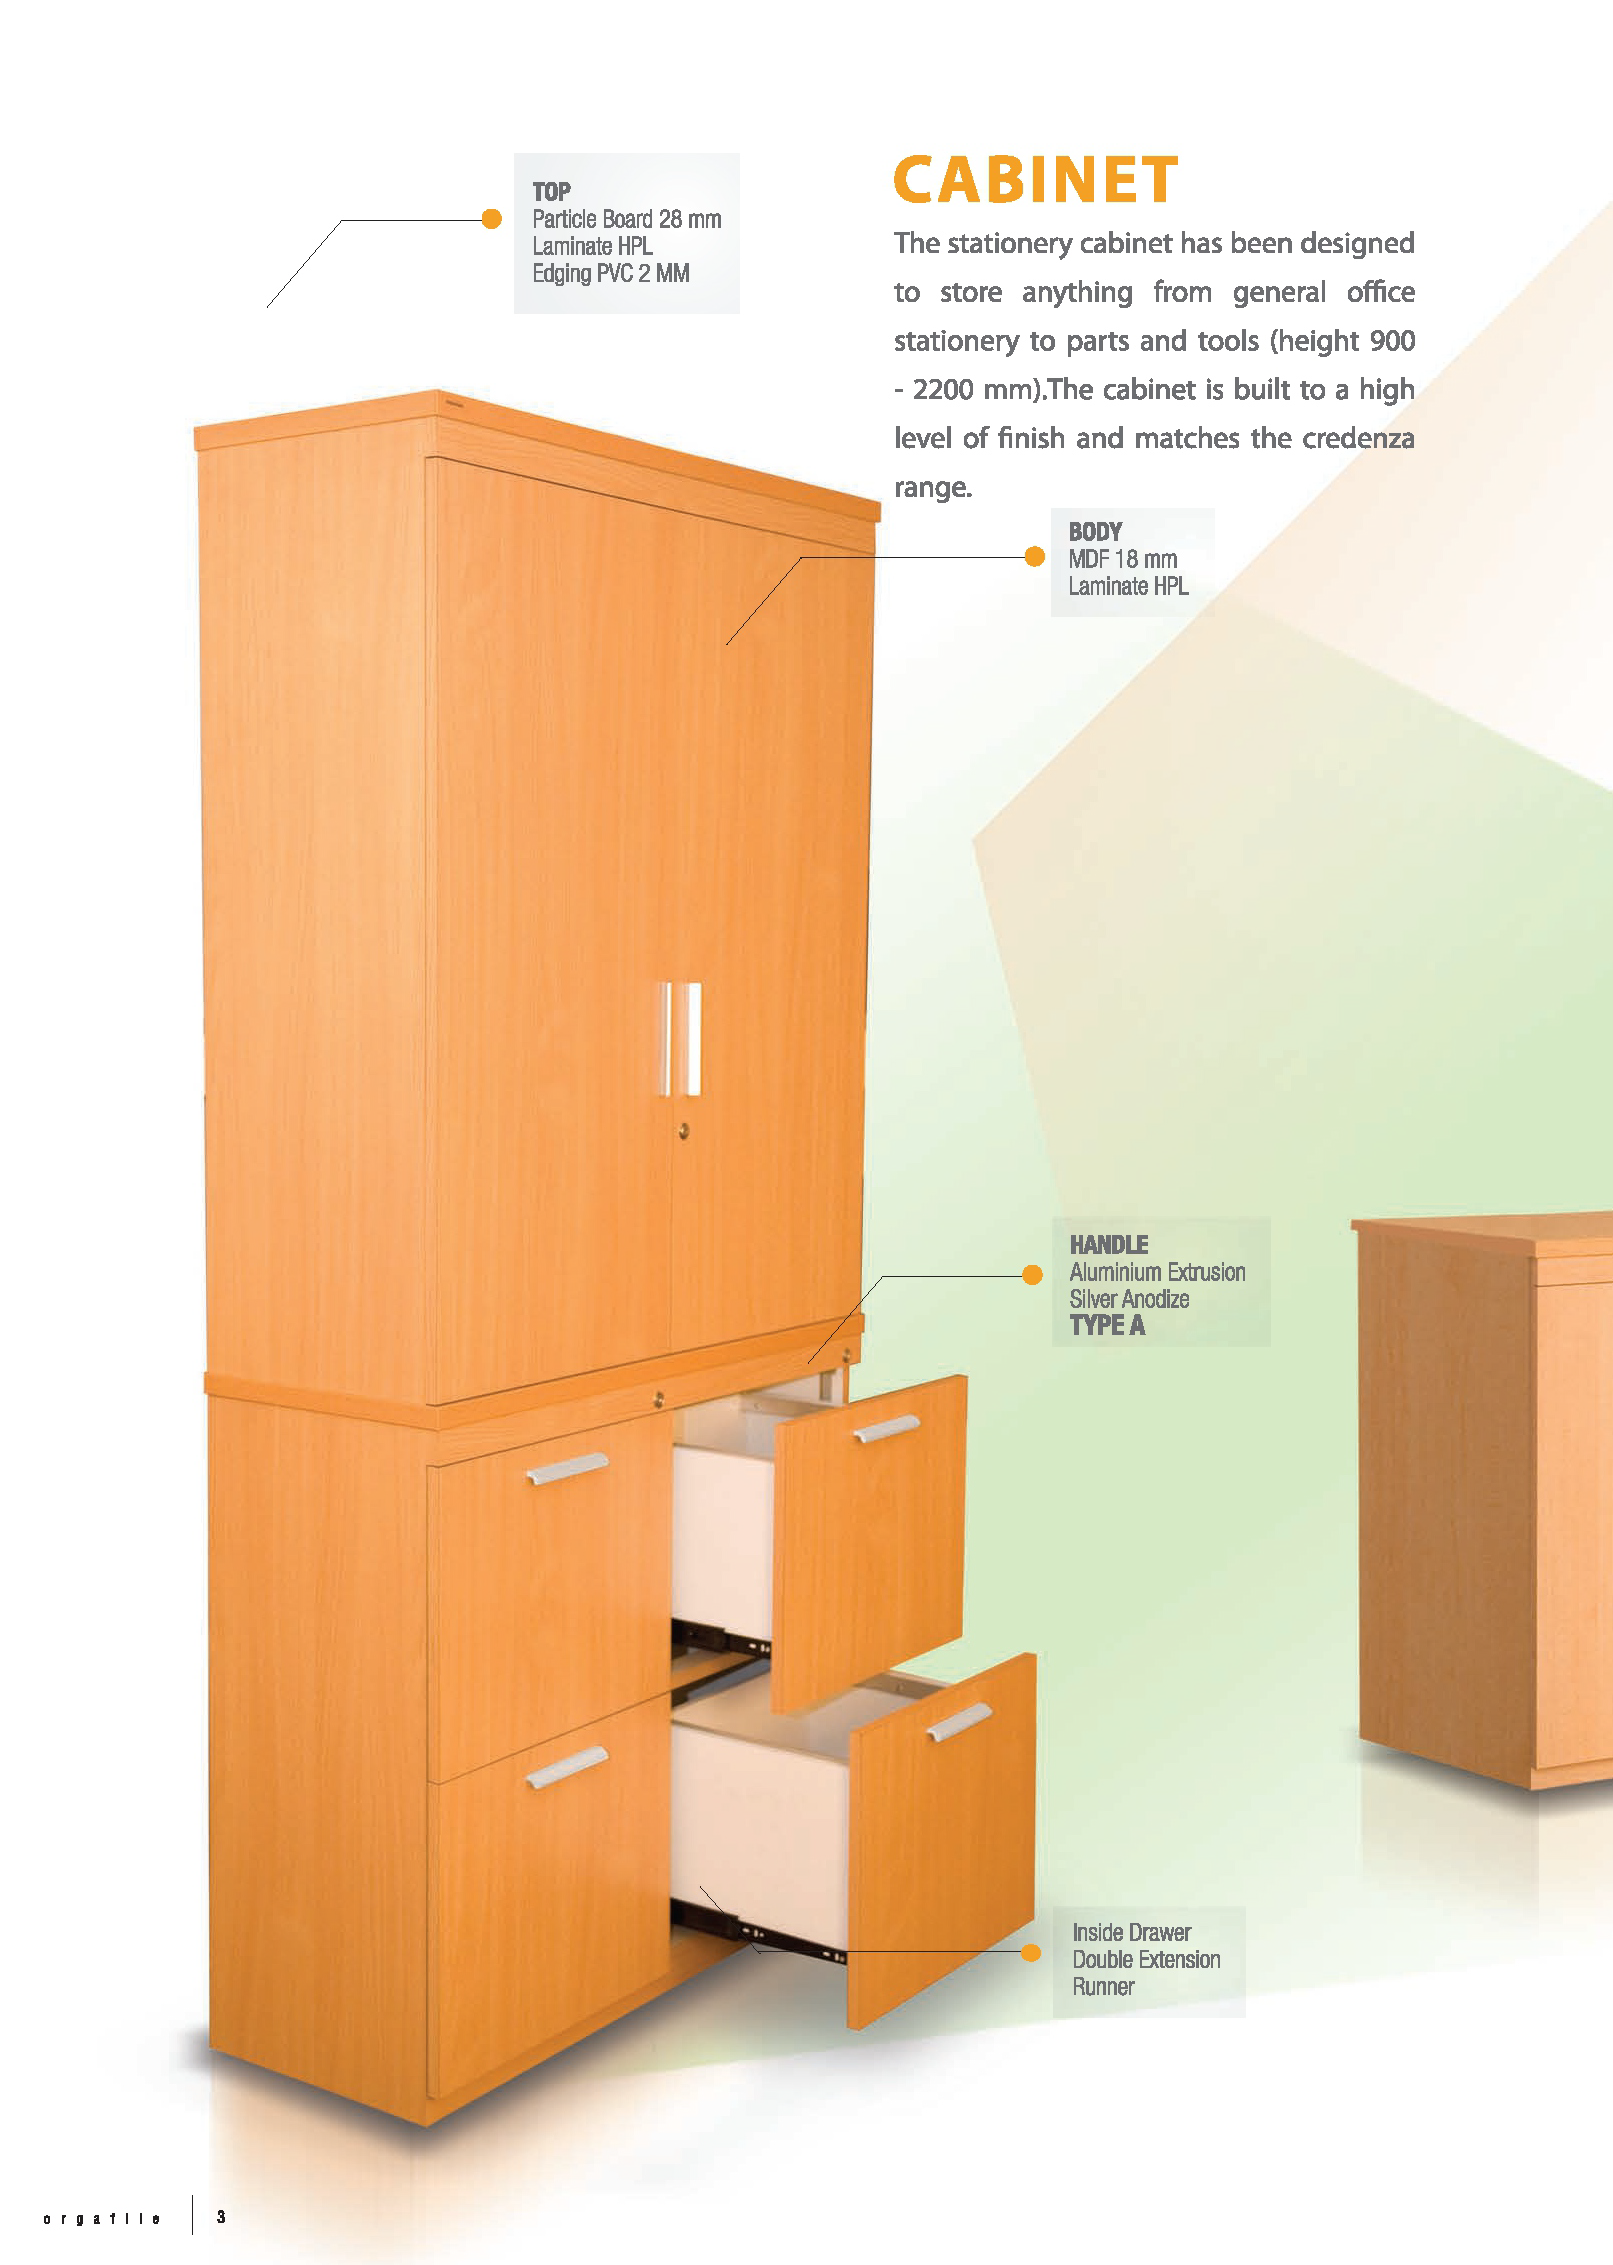 TOP
Particle Board 28 mm
Laminate HPL
Edging PVC 2 MM
CABINET
The stationery cabinet has been designed
to store anything from general office
stationery to parts and tools (height 900
- 2200 mm).The cabinet is built to a high
level of finish and matches the credenza
range.
BODY
MDF 18 mm
Laminate HPL
HANDLE
Aluminium Extrusion
Silver Anodize
TYPE A
Inside Drawer
Double Extension
Runner
orgafile
3